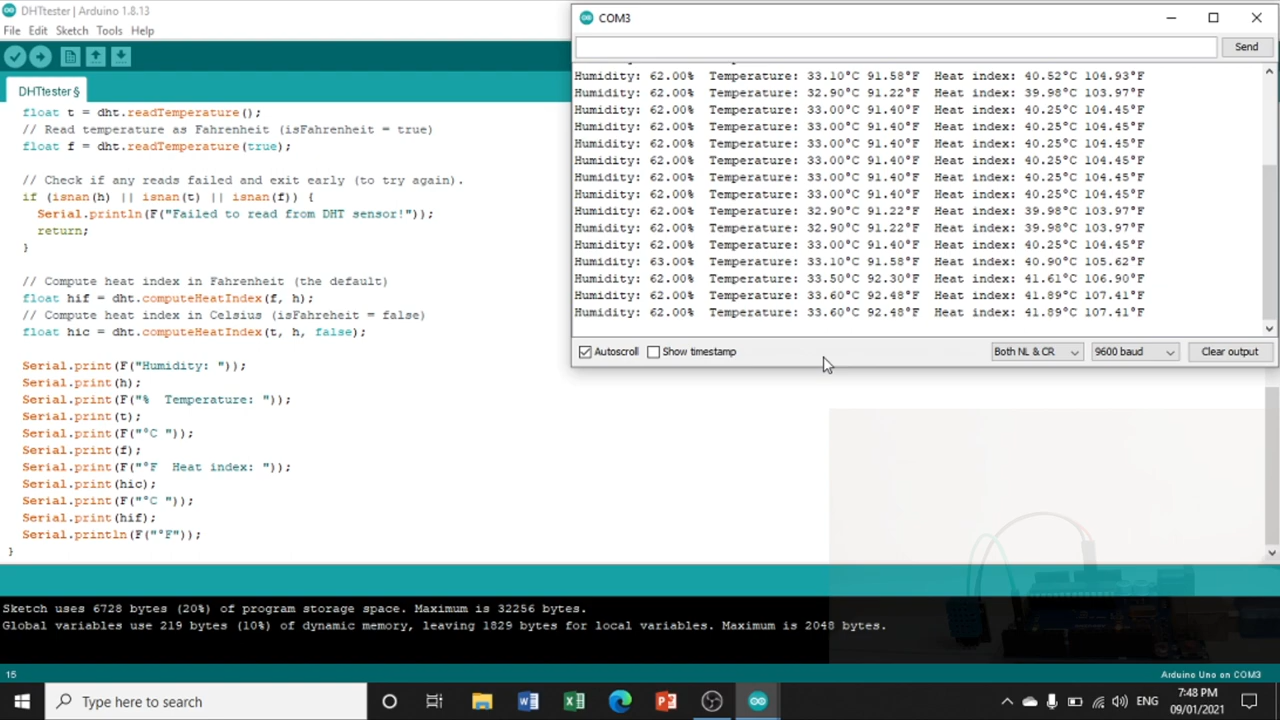 DHTtester | Arduino 1.8.13
File Edit Sketch Tools Help
DHTtester §
float t = dht.readTemperature();
// Read temperature as Fahrenheit (isFahrenheit = true)
float f = dht.readTemperature(true);
// Check if any reads failed and exit early (to try again).
if (isnan(h) || isnan(t) || isnan(f)) {
Serial.println(F("Failed to read from DHT sensor!"));
return;
}
// Compute heat index in Fahrenheit (the default)
float hif = dht.computeHeatIndex(f, h);
// Compute heat index in Celsius (isFahreheit = false)
float hic = dht.computeHeatIndex(t, h, false);
Serial.print(F("Humidity: "));
Serial.print(h);
Serial.print(F("%  Temperature: "));
Serial.print(t);
Serial.print(F("°C "));
Serial.print(f);
Serial.print(F("°F  Heat index: "));
Serial.print(hic);
Serial.print(F("°C "));
Serial.print(hif);
Serial.println(F("°F"));
}
COM3
Send
Humidity: 62.00%  Temperature: 33.10°C 91.58°F  Heat index: 40.52°C 104.93°F
Humidity: 62.00%  Temperature: 32.90°C 91.22°F  Heat index: 39.98°C 103.97°F
Humidity: 62.00%  Temperature: 33.00°C 91.40°F  Heat index: 40.25°C 104.45°F
Humidity: 62.00%  Temperature: 33.00°C 91.40°F  Heat index: 40.25°C 104.45°F
Humidity: 62.00%  Temperature: 33.00°C 91.40°F  Heat index: 40.25°C 104.45°F
Humidity: 62.00%  Temperature: 33.00°C 91.40°F  Heat index: 40.25°C 104.45°F
Humidity: 62.00%  Temperature: 33.00°C 91.40°F  Heat index: 40.25°C 104.45°F
Humidity: 62.00%  Temperature: 33.00°C 91.40°F  Heat index: 40.25°C 104.45°F
Humidity: 62.00%  Temperature: 32.90°C 91.22°F  Heat index: 39.98°C 103.97°F
Humidity: 62.00%  Temperature: 32.90°C 91.22°F  Heat index: 39.98°C 103.97°F
Humidity: 62.00%  Temperature: 33.00°C 91.40°F  Heat index: 40.25°C 104.45°F
Humidity: 63.00%  Temperature: 33.10°C 91.58°F  Heat index: 40.90°C 105.62°F
Humidity: 62.00%  Temperature: 33.50°C 92.30°F  Heat index: 41.61°C 106.90°F
Humidity: 62.00%  Temperature: 33.60°C 92.48°F  Heat index: 41.89°C 107.41°F
Humidity: 62.00%  Temperature: 33.60°C 92.48°F  Heat index: 41.89°C 107.41°F
Autoscroll Show timestamp Both NL & CR 9600 baud Clear output
Sketch uses 6728 bytes (20%) of program storage space. Maximum is 32256 bytes.
Global variables use 219 bytes (10%) of dynamic memory, leaving 1829 bytes for local variables. Maximum is 2048 bytes.
15 Arduino Uno on COM3
Type here to search
ENG
7:48 PM
09/01/2021